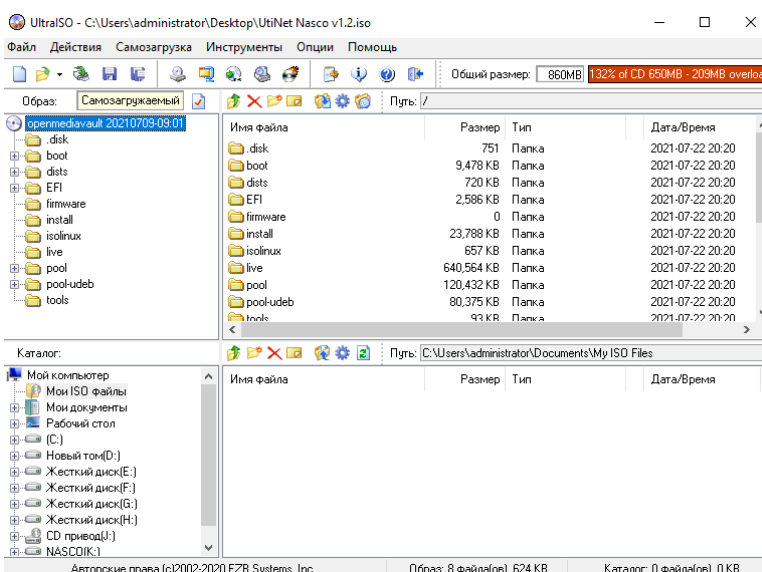 UltraISO - C:\Users\administrator\Desktop\UtiNet Nasco v1.2.iso
Файл Действия Самозагрузка Инструменты Опции Помощь
Общий размер: 860MB 132% of CD 650MB - 209MB overloa
Образ: Самозагружаемый Путь: /
openmediavault 20210709-09:01
.disk
boot
dists
EFI
firmware
install
isolinux
live
pool
pool-udeb
tools
Имя файла Размер Тип Дата/Время
.disk 751 Папка 2021-07-22 20:20
boot 9,478 KB Папка 2021-07-22 20:20
dists 720 KB Папка 2021-07-22 20:20
EFI 2,586 KB Папка 2021-07-22 20:20
firmware 0 Папка 2021-07-22 20:20
install 23,788 KB Папка 2021-07-22 20:20
isolinux 657 KB Папка 2021-07-22 20:20
live 640,564 KB Папка 2021-07-22 20:20
pool 120,432 KB Папка 2021-07-22 20:20
pool-udeb 80,375 KB Папка 2021-07-22 20:20
tools 93 KB Папка 2021-07-22 20:20
Каталог: Путь: C:\Users\administrator\Documents\My ISO Files
Мой компьютер
Мои ISO файлы
Мои документы
Рабочий стол
(C:)
Новый том(D:)
Жесткий диск(E:)
Жесткий диск(F:)
Жесткий диск(G:)
Жесткий диск(H:)
CD привод(J:)
NASCO(K:)
Имя файла Размер Тип Дата/Время
Авторские права (c)2002-2020 EZB Systems, Inc. Образ: 8 файла(ов), 624 KB Каталог: 0 файла(ов), 0 KB